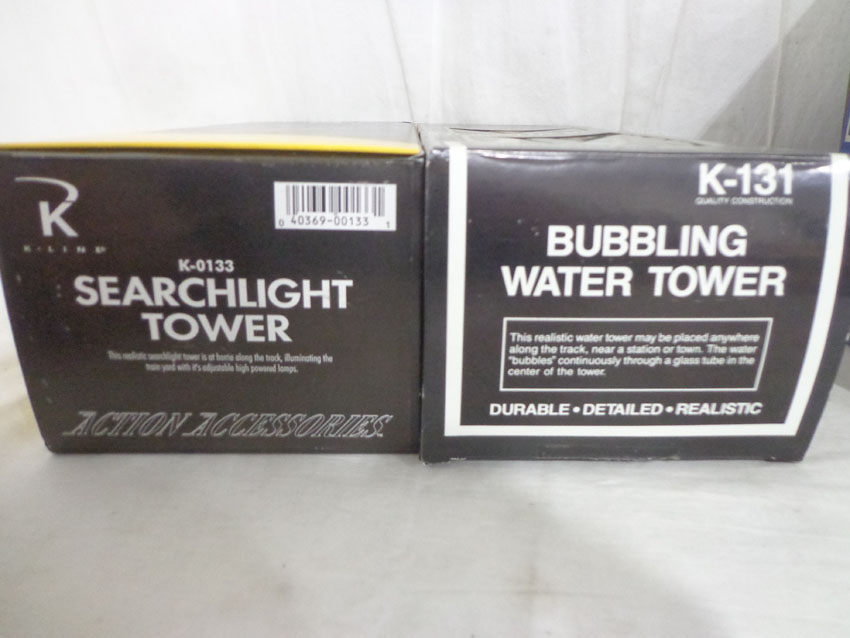 K
K-LINE
0 40369-00133 1
K-0133
SEARCHLIGHT
TOWER
This realistic searchlight tower is at home along the track, illuminating the
train yard with it's adjustable high powered lamps.
ACTION ACCESSORIES
K-131
QUALITY CONSTRUCTION
BUBBLING
WATER TOWER
This realistic water tower may be placed anywhere
along the track, near a station or town. The water
"bubbles" continuously through a glass tube in the
center of the tower.
DURABLE • DETAILED • REALISTIC